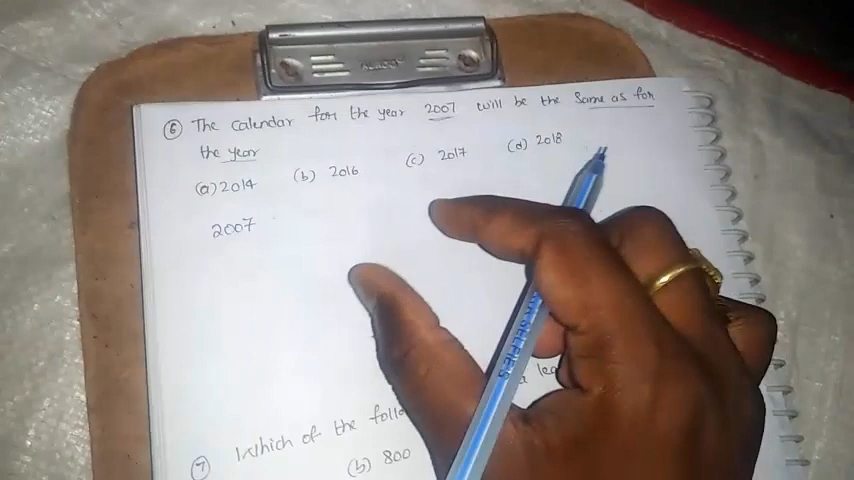 6 The calendar for the year 2007 will be the same as for
the year
(a) 2014 (b) 2016 (c) 2017 (d) 2018
2007
7 Which of the
(b) 800